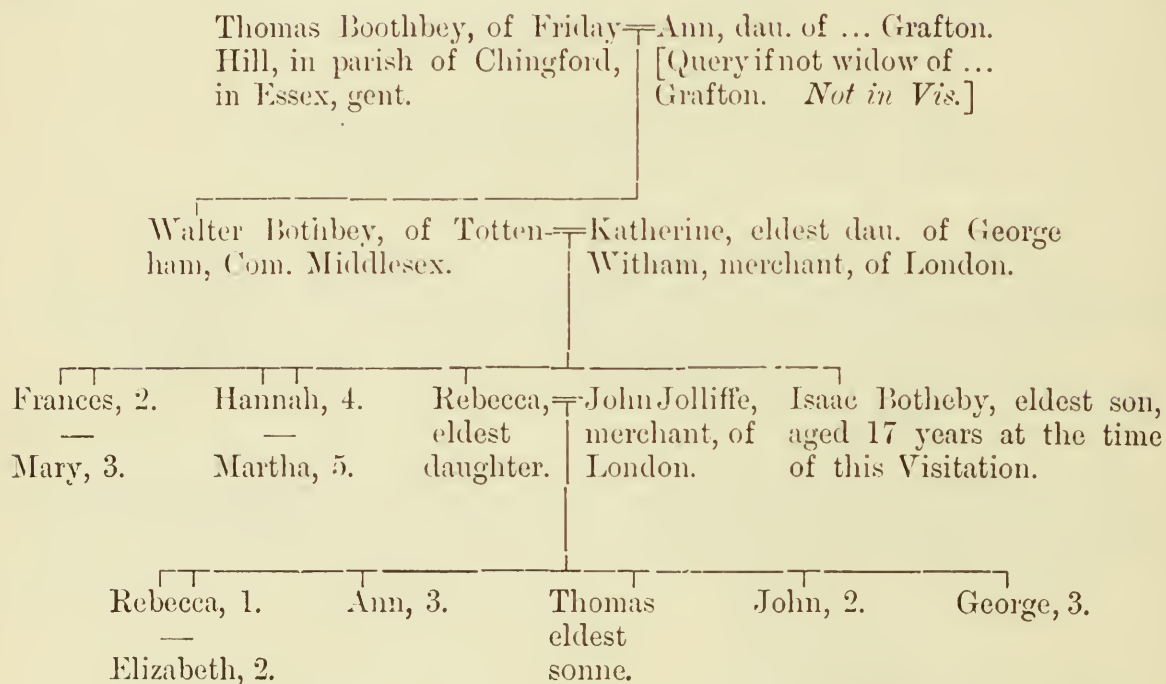 Thomas Boothbey, of Friday
Hill, in parish of Chingford,
in Essex, gent.
Ann, dau. of ... Grafton.
[Query if not widow of ...
Grafton. Not in Vis.]
Walter Bothbey, of Totten-
ham, Com. Middlesex.
Katherine, eldest dau. of George
Witham, merchant, of London.
Frances, 2.
—
Mary, 3.
Hannah, 4.
—
Martha, 5.
Rebecca,
eldest
daughter.
John Jolliffe,
merchant, of
London.
Isaac Botheby, eldest son,
aged 17 years at the time
of this Visitation.
Rebecca, 1.
—
Elizabeth, 2.
Ann, 3.
Thomas
eldest
sonne.
John, 2.
George, 3.